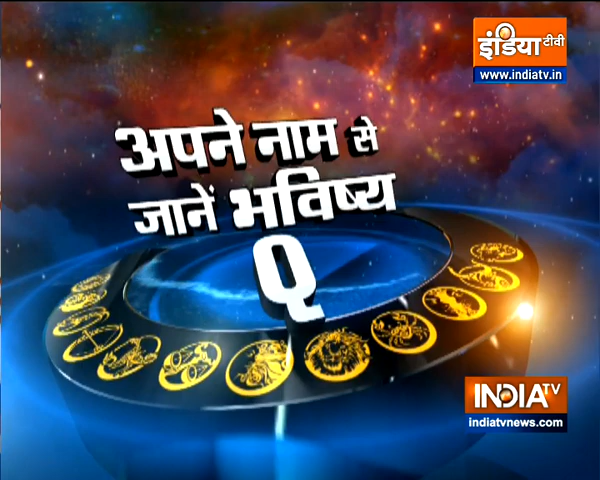 इंडिया टीवी
www.indiatv.in
अपने नाम से
जानें भविष्य
Q
INDIA TV
indiatvnews.com